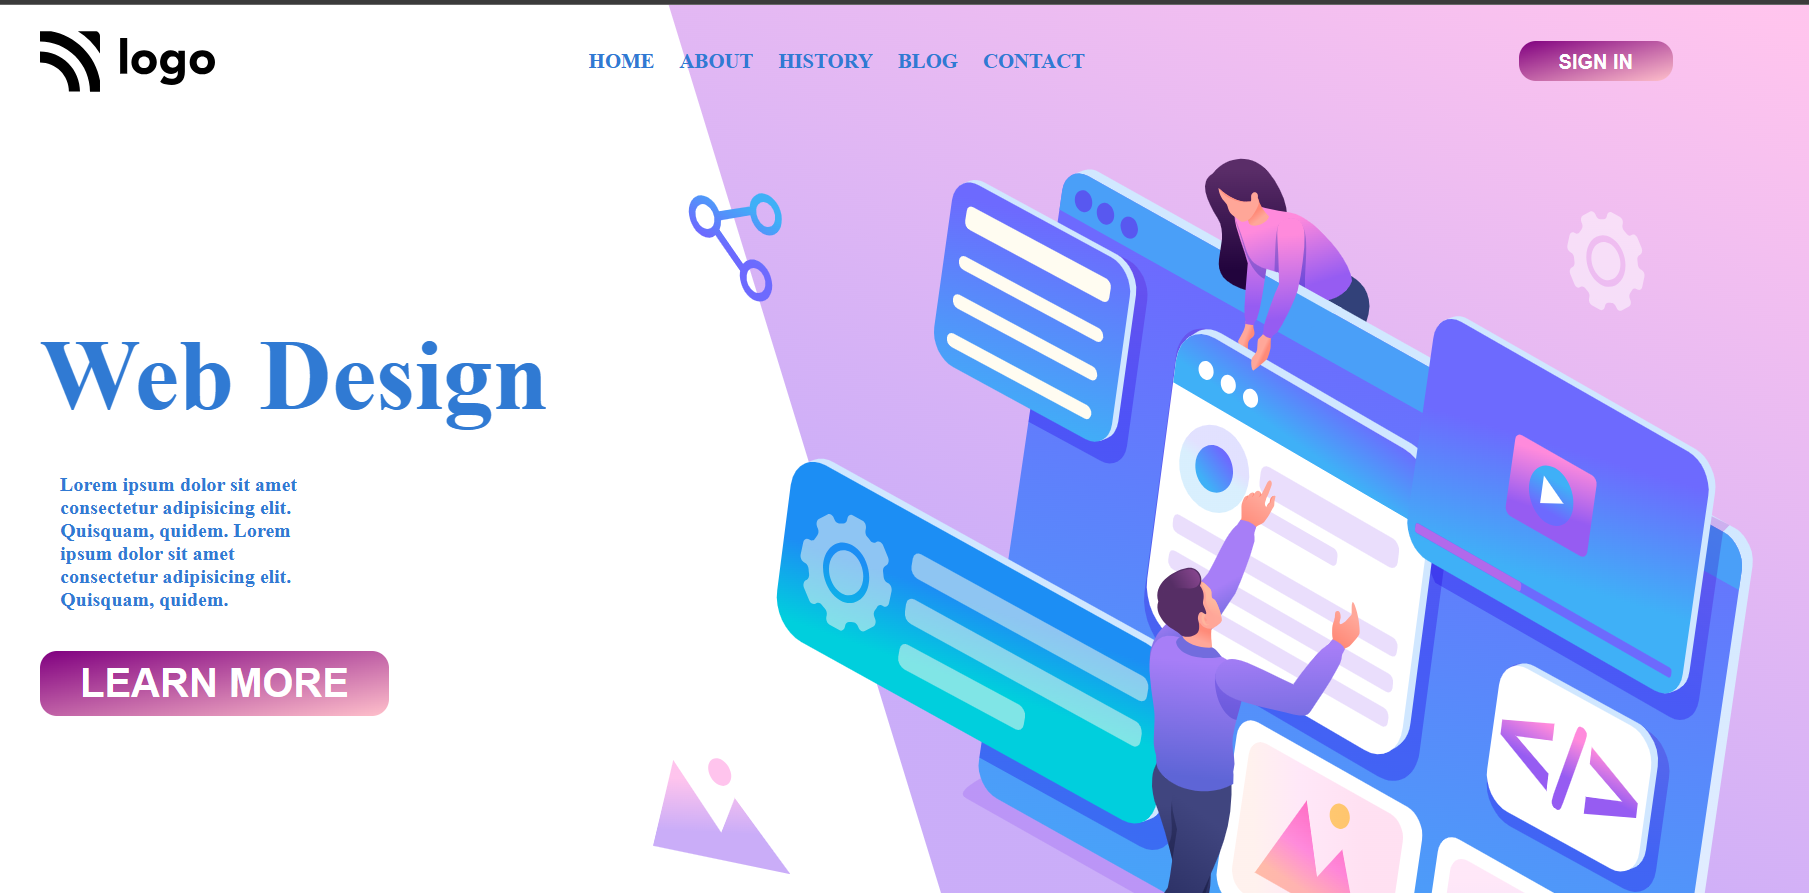 logo
HOME ABOUT HISTORY BLOG CONTACT
SIGN IN
Web Design
Lorem ipsum dolor sit amet
consectetur adipisicing elit.
Quisquam, quidem. Lorem
ipsum dolor sit amet
consectetur adipisicing elit.
Quisquam, quidem.
LEARN MORE